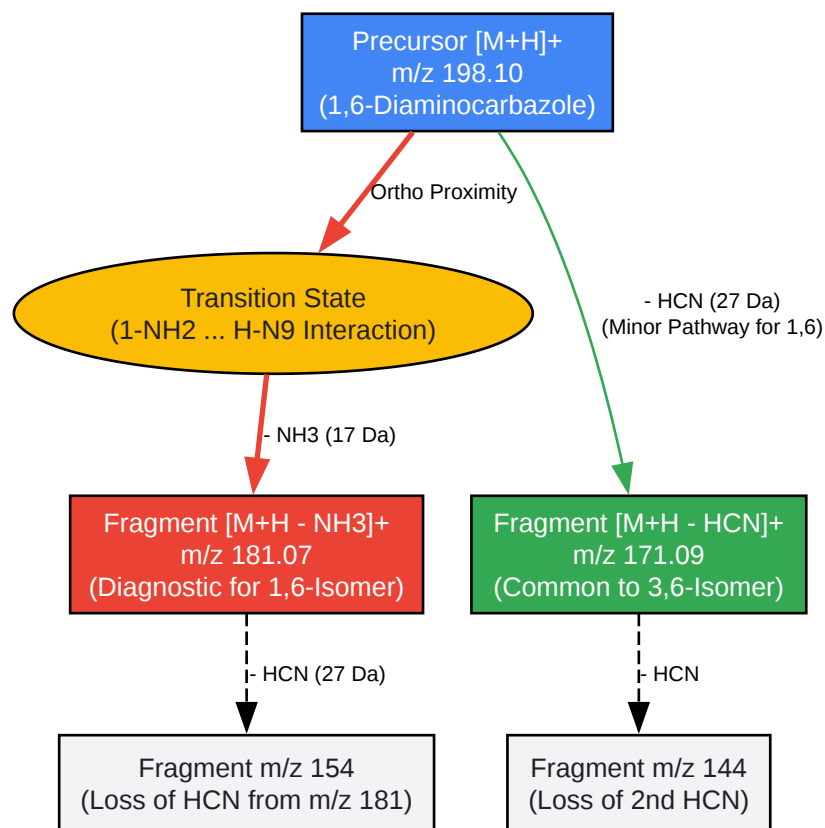 Precursor [M+H]+
m/z 198.10
(1,6-Diaminocarbazole)
Ortho Proximity
Transition State
(1-NH2 ... H-N9 Interaction)
- HCN (27 Da)
(Minor Pathway for 1,6)
- NH3 (17 Da)
Fragment [M+H - NH3]+
m/z 181.07
(Diagnostic for 1,6-Isomer)
Fragment [M+H - HCN]+
m/z 171.09
(Common to 3,6-Isomer)
- HCN (27 Da)
- HCN
Fragment m/z 154
(Loss of HCN from m/z 181)
Fragment m/z 144
(Loss of 2nd HCN)